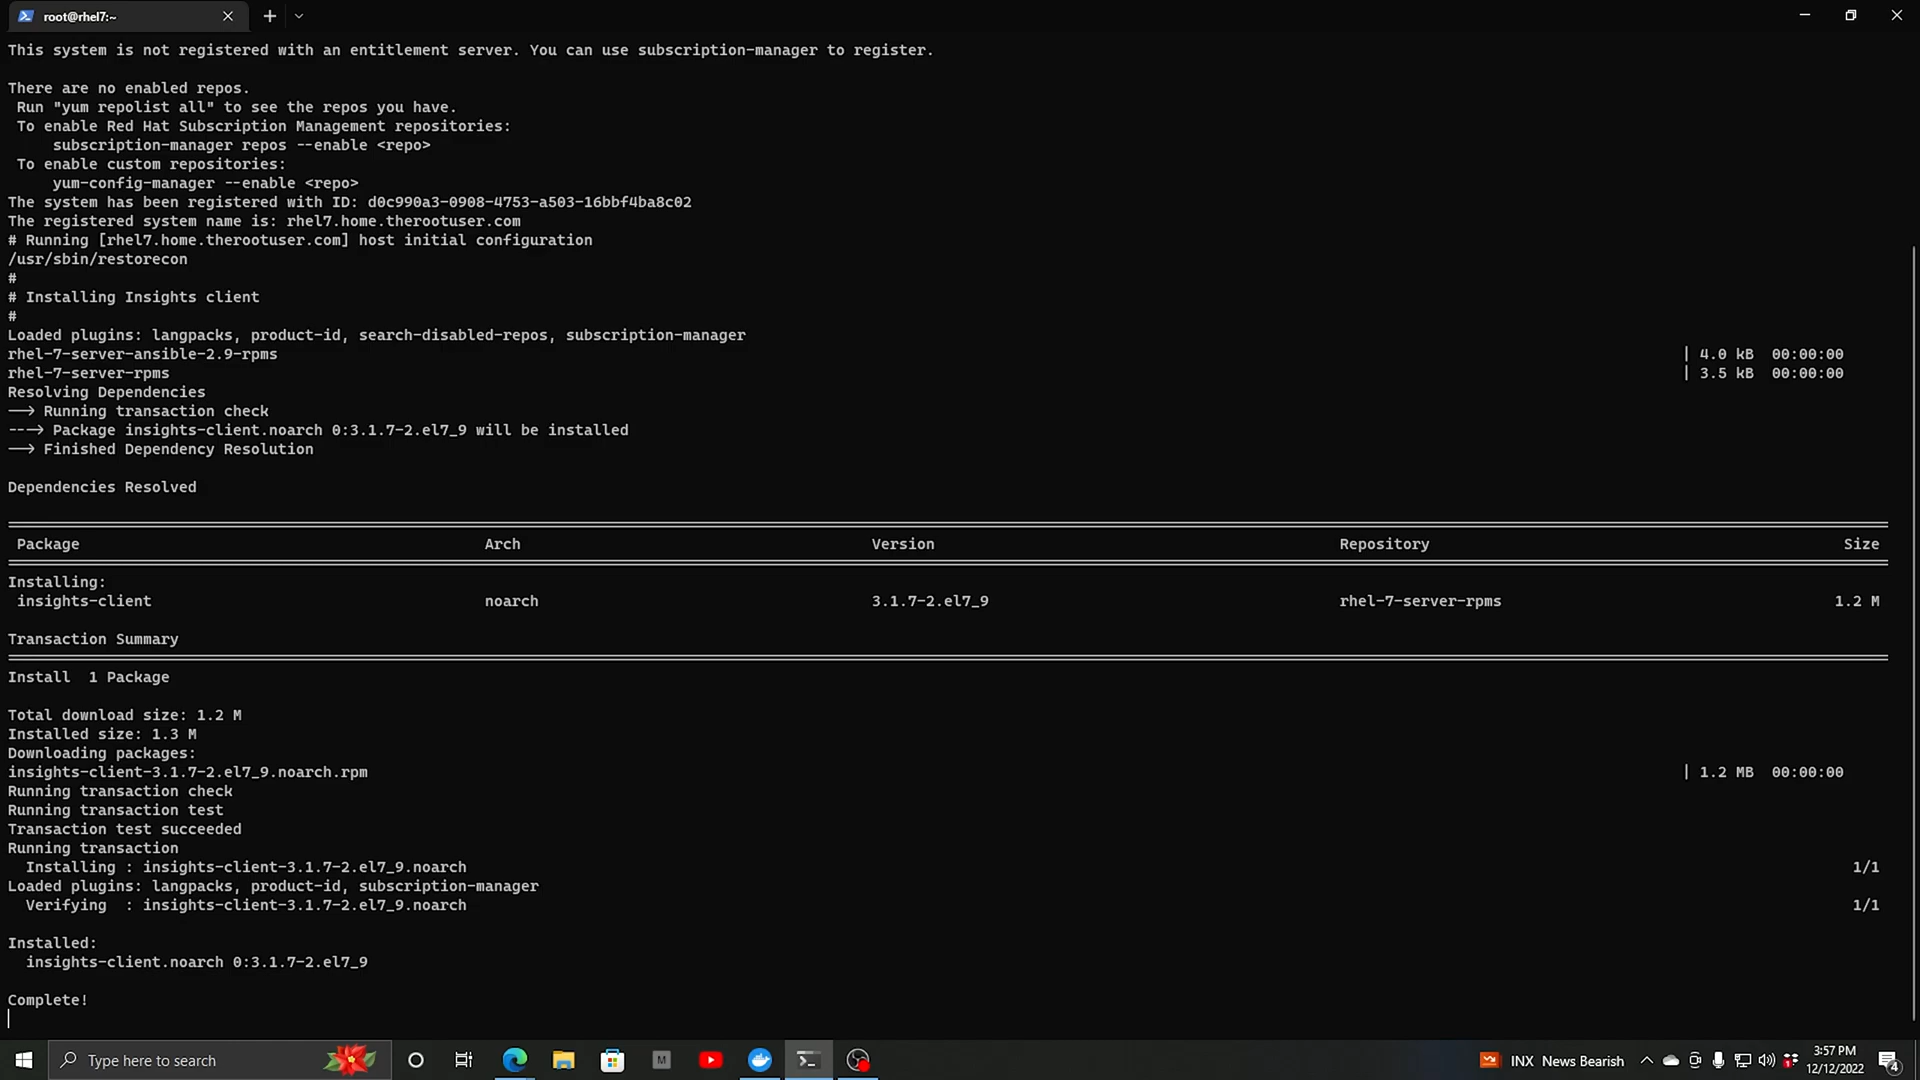 root@rhel7:~
This system is not registered with an entitlement server. You can use subscription-manager to register.
There are no enabled repos.
Run "yum repolist all" to see the repos you have.
To enable Red Hat Subscription Management repositories:
subscription-manager repos --enable <repo>
To enable custom repositories:
yum-config-manager --enable <repo>
The system has been registered with ID: d0c990a3-0908-4753-a503-16bbf4ba8c02
The registered system name is: rhel7.home.therootuser.com
# Running [rhel7.home.therootuser.com] host initial configuration
/usr/sbin/restorecon
#
# Installing Insights client
#
Loaded plugins: langpacks, product-id, search-disabled-repos, subscription-manager
rhel-7-server-ansible-2.9-rpms | 4.0 kB 00:00:00
rhel-7-server-rpms | 3.5 kB 00:00:00
Resolving Dependencies
--> Running transaction check
---> Package insights-client.noarch 0:3.1.7-2.el7_9 will be installed
--> Finished Dependency Resolution
Dependencies Resolved
Package Arch Version Repository Size
Installing:
insights-client noarch 3.1.7-2.el7_9 rhel-7-server-rpms 1.2 M
Transaction Summary
Install 1 Package
Total download size: 1.2 M
Installed size: 1.3 M
Downloading packages:
insights-client-3.1.7-2.el7_9.noarch.rpm | 1.2 MB 00:00:00
Running transaction check
Running transaction test
Transaction test succeeded
Running transaction
Installing : insights-client-3.1.7-2.el7_9.noarch 1/1
Loaded plugins: langpacks, product-id, subscription-manager
Verifying : insights-client-3.1.7-2.el7_9.noarch 1/1
Installed:
insights-client.noarch 0:3.1.7-2.el7_9
Complete!
Type here to search
M
INX News Bearish
3:57 PM
12/12/2022
4